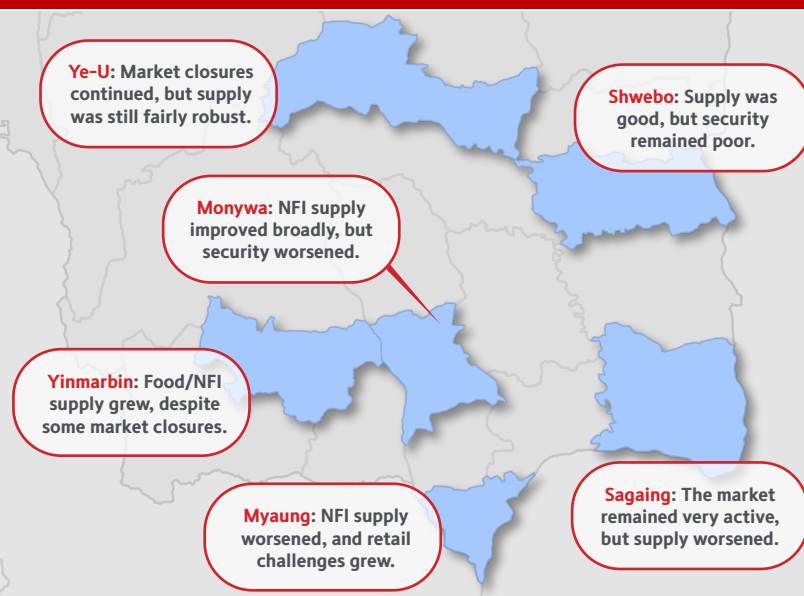 Ye-U: Market closures
continued, but supply
was still fairly robust.
Shwebo: Supply was
good, but security
remained poor.
Monywa: NFI supply
improved broadly, but
security worsened.
Yinmarbin: Food/NFI
supply grew, despite
some market closures.
Myaung: NFI supply
worsened, and retail
challenges grew.
Sagaing: The market
remained very active,
but supply worsened.